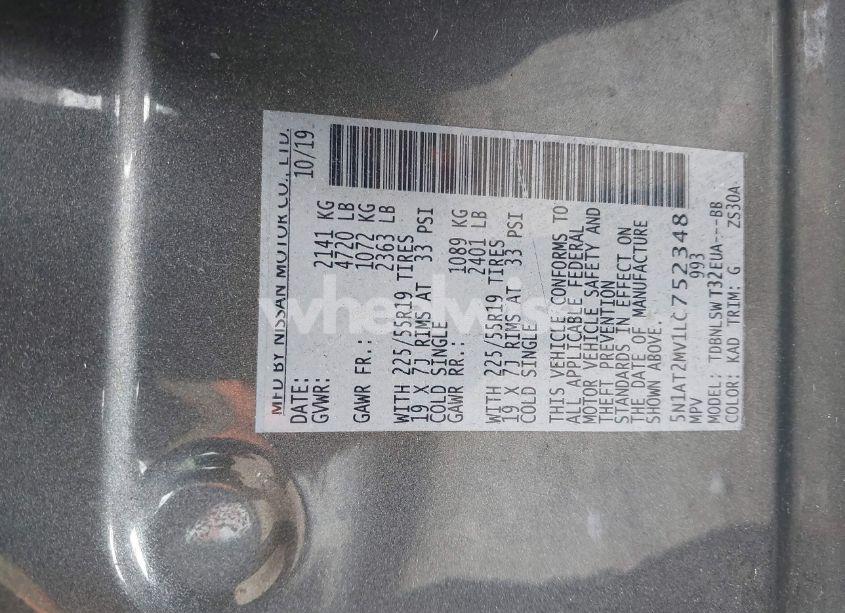 MFD BY NISSAN MOTOR CO., LTD.
DATE: 10/19
GVWR: 2141 KG
4720 LB
GAWR FR.: 1072 KG
2363 LB
WITH 225/55R19 TIRES
19 X 7J RIMS AT 33 PSI
COLD SINGLE
GAWR RR.: 1089 KG
2401 LB
WITH 225/55R19 TIRES
19 X 7J RIMS AT 33 PSI
COLD SINGLE
THIS VEHICLE CONFORMS TO
ALL APPLICABLE FEDERAL
MOTOR VEHICLE SAFETY AND
THEFT PREVENTION
STANDARDS IN EFFECT ON
THE DATE OF MANUFACTURE
SHOWN ABOVE.
5N1AT2MV1LC752348
MPV 993
MODEL: TDBNLSWT32EUA---BB
COLOR: KAD TRIM: G ZS30A